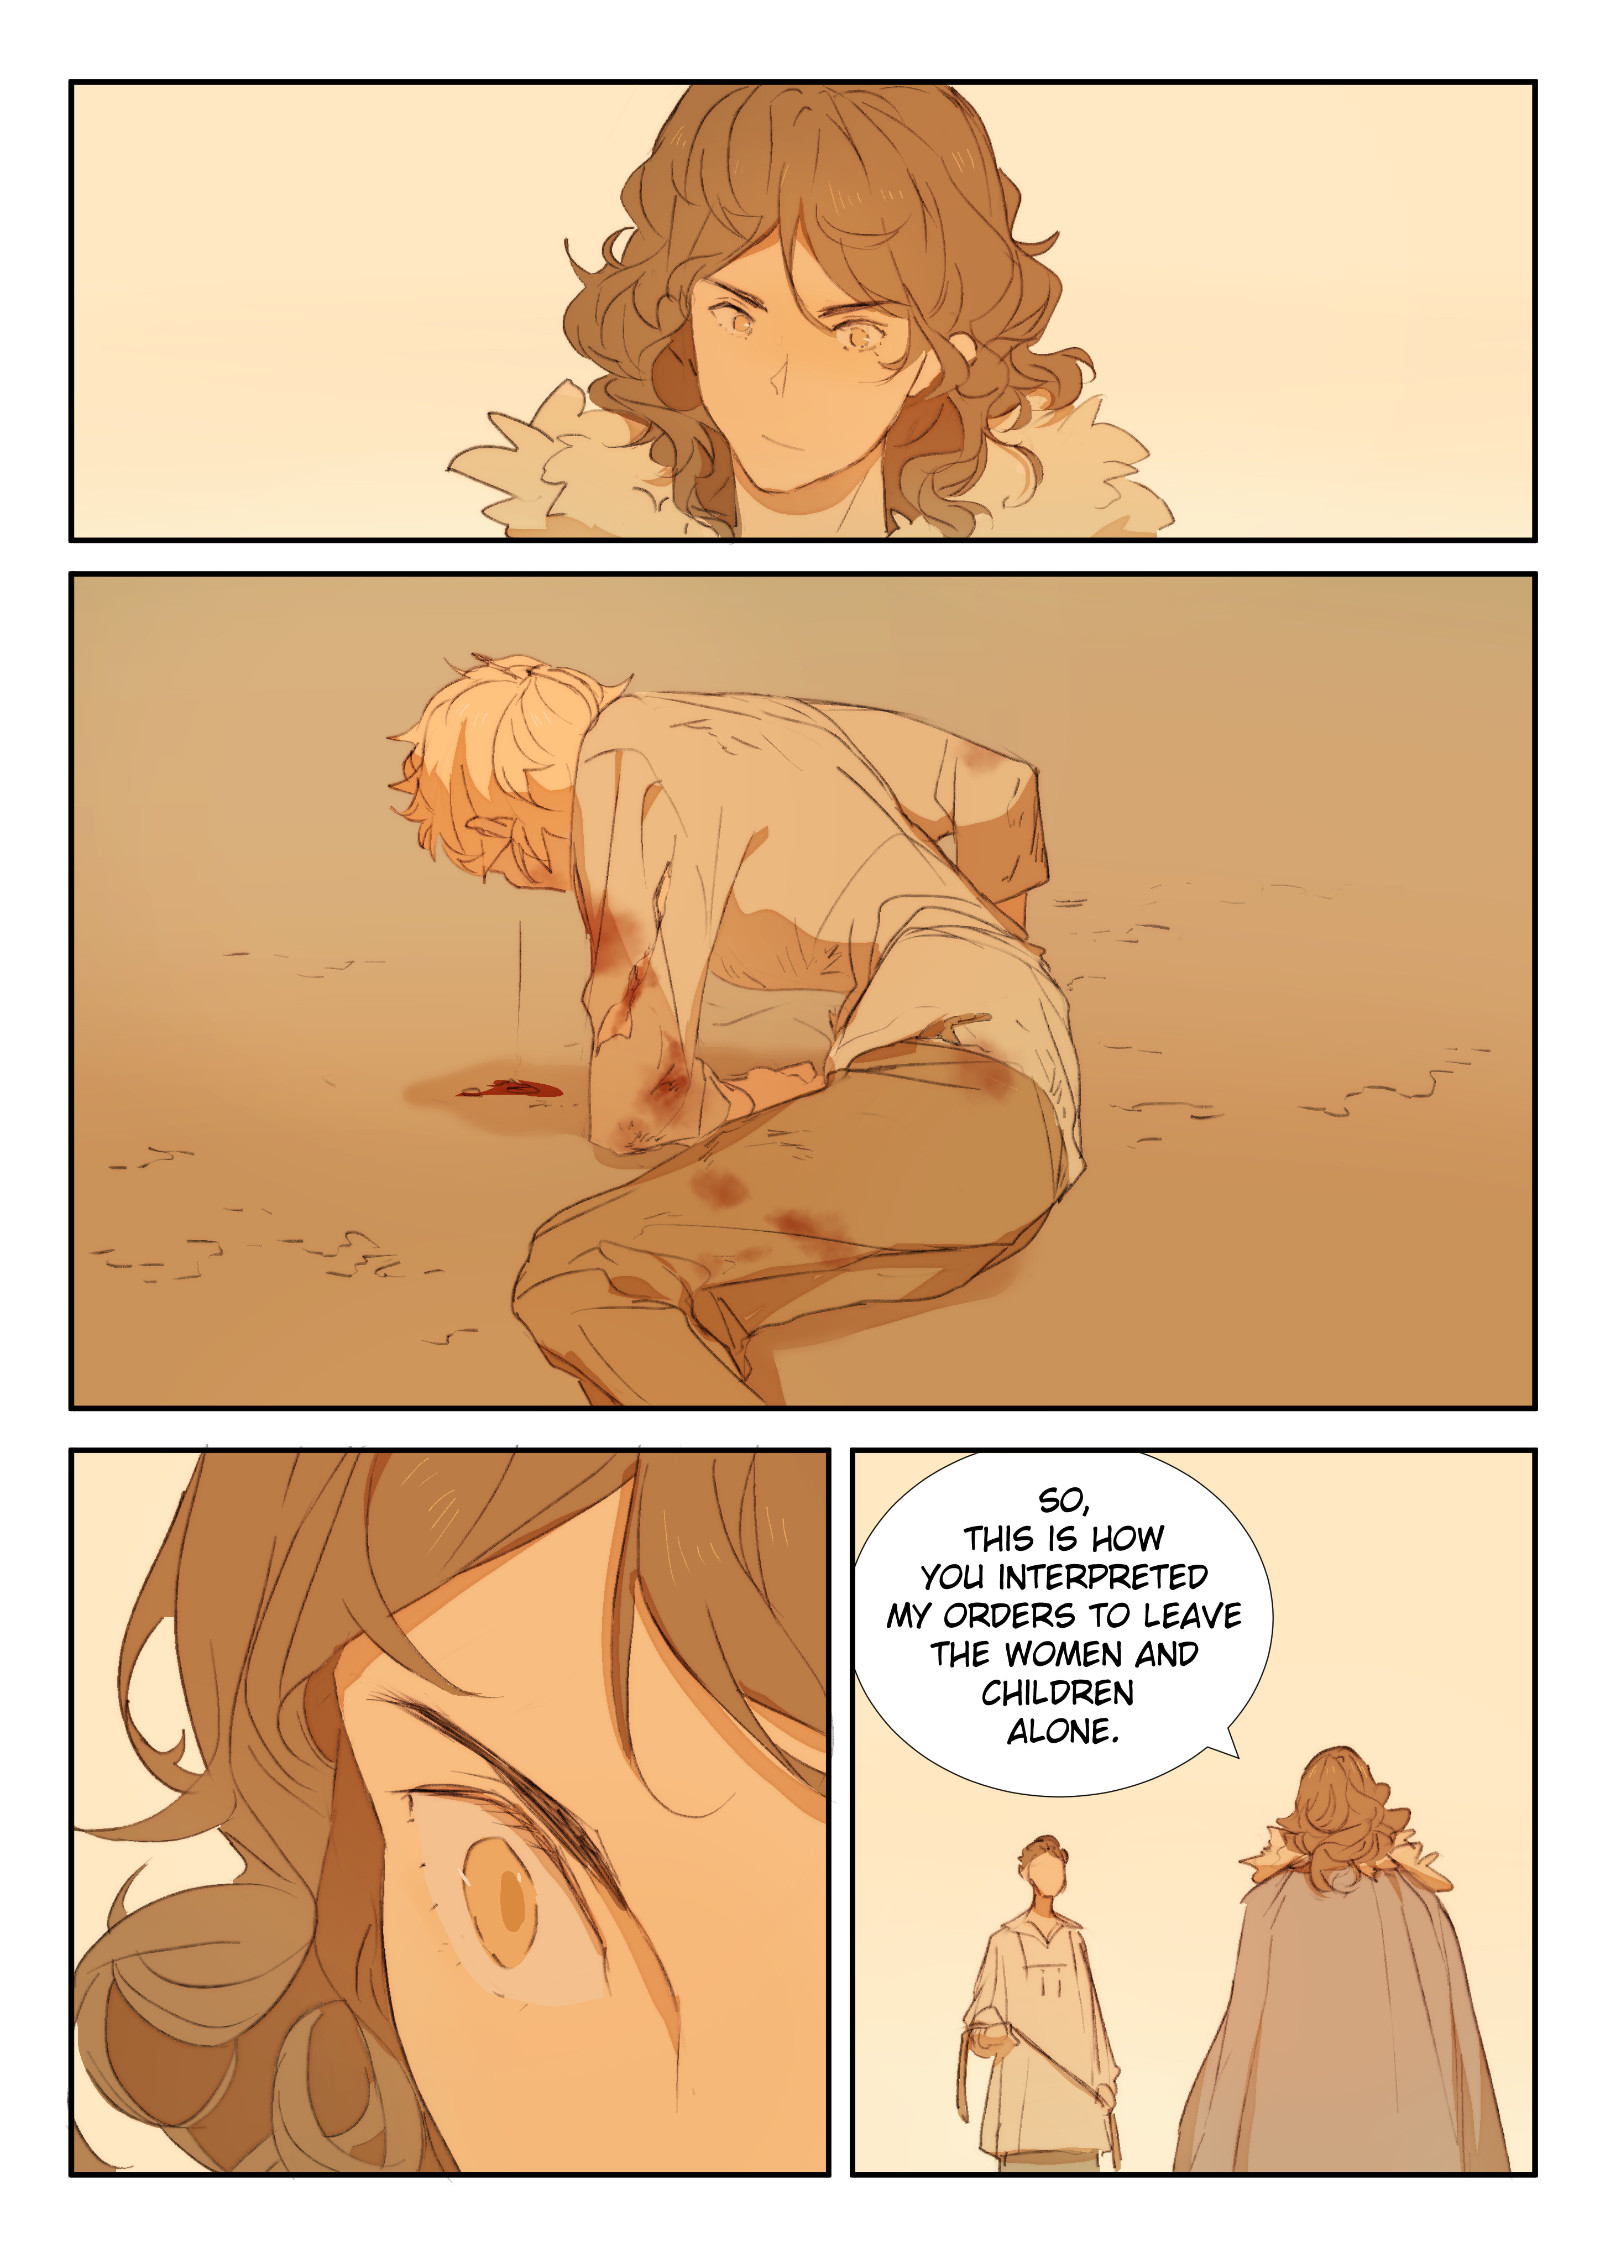 SO,
THIS IS HOW
YOU INTERPRETED
MY ORDERS TO LEAVE
THE WOMEN AND
CHILDREN
ALONE.